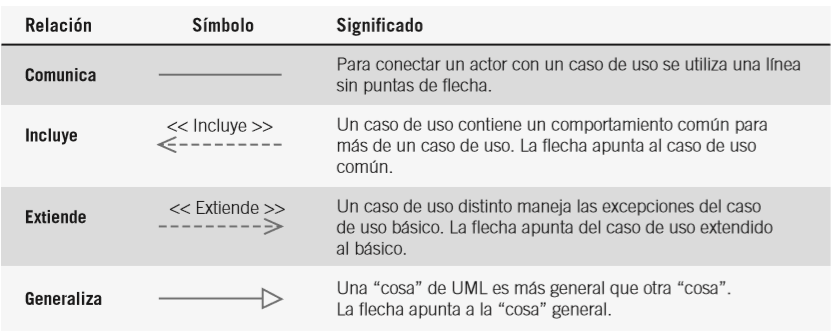 Relación Símbolo Significado
Comunica
Para conectar un actor con un caso de uso se utiliza una línea
sin puntas de flecha.
Incluye
<< Incluye >>
Un caso de uso contiene un comportamiento común para
más de un caso de uso. La flecha apunta al caso de uso
común.
Extiende
<< Extiende >>
Un caso de uso distinto maneja las excepciones del caso
de uso básico. La flecha apunta del caso de uso extendido
al básico.
Generaliza
Una “cosa” de UML es más general que otra “cosa”.
La flecha apunta a la “cosa” general.